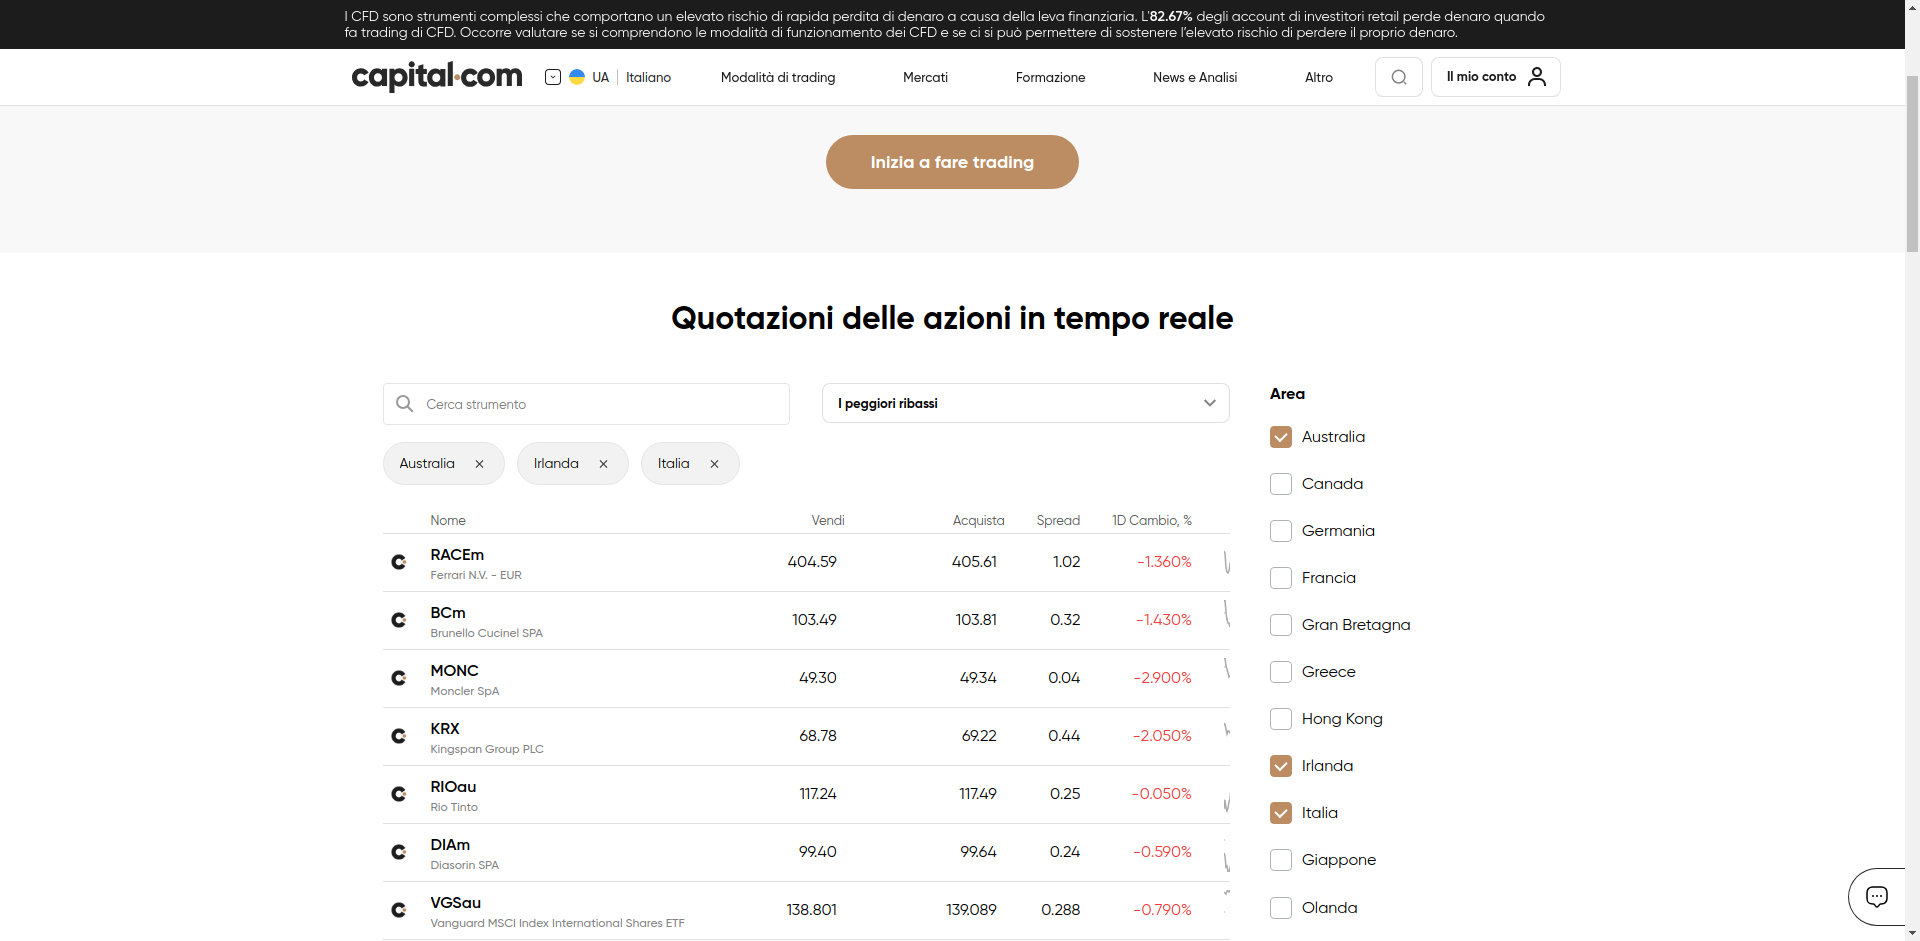 I CFD sono strumenti complessi che comportano un elevato rischio di rapida perdita di denaro a causa della leva finanziaria. L'82.67% degli account di investitori retail perde denaro quando
fa trading di CFD. Occorre valutare se si comprendono le modalità di funzionamento dei CFD e se ci si può permettere di sostenere l'elevato rischio di perdere il proprio denaro.
capital.com UA Italiano Modalità di trading Mercati Formazione News e Analisi Altro Il mio conto
Inizia a fare trading
Quotazioni delle azioni in tempo reale
Cerca strumento
I peggiori ribassi
Australia Irlanda Italia
Nome Vendi Acquista Spread 1D Cambio, %
RACEm 404.59 405.61 1.02 -1.360%
Ferrari N.V. - EUR
BCm 103.49 103.81 0.32 -1.430%
Brunello Cucinel SPA
MONC 49.30 49.34 0.04 -2.900%
Moncler SpA
KRX 68.78 69.22 0.44 -2.050%
Kingspan Group PLC
RIOau 117.24 117.49 0.25 -0.050%
Rio Tinto
DIAm 99.40 99.64 0.24 -0.590%
Diasorin SPA
VGSau 138.801 139.089 0.288 -0.790%
Vanguard MSCI Index International Shares ETF
Area
Australia
Canada
Germania
Francia
Gran Bretagna
Greece
Hong Kong
Irlanda
Italia
Giappone
Olanda